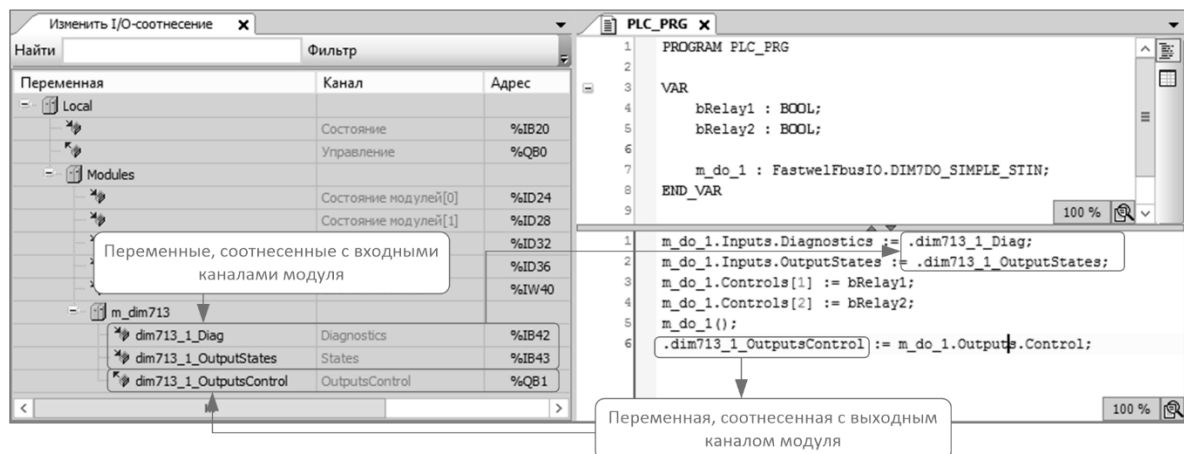 Изменить I/O-соотнесение
Найти Фильтр
Переменная Канал Адрес
Local
Состояние %IB20
Управление %QB0
Modules
Состояние модулей[0] %ID24
Состояние модулей[1] %ID28
%ID32
%ID36
%IW40
Переменные, соотнесенные с входными
каналами модуля
m_dim713
dim713_1_Diag Diagnostics %IB42
dim713_1_OutputStates States %IB43
dim713_1_OutputsControl OutputsControl %QB1
PLC_PRG
1 PROGRAM PLC_PRG
2
3 VAR
4 bRelay1 : BOOL;
5 bRelay2 : BOOL;
6
7 m_do_1 : FastwelFbusIO.DIM7DO_SIMPLE_STIN;
8 END_VAR
9
100 %
1 m_do_1.Inputs.Diagnostics := .dim713_1_Diag;
2 m_do_1.Inputs.OutputStates := .dim713_1_OutputStates;
3 m_do_1.Controls[1] := bRelay1;
4 m_do_1.Controls[2] := bRelay2;
5 m_do_1();
6 .dim713_1_OutputsControl := m_do_1.Outputs.Control;
100 %
Переменная, соотнесенная с выходным
каналом модуля